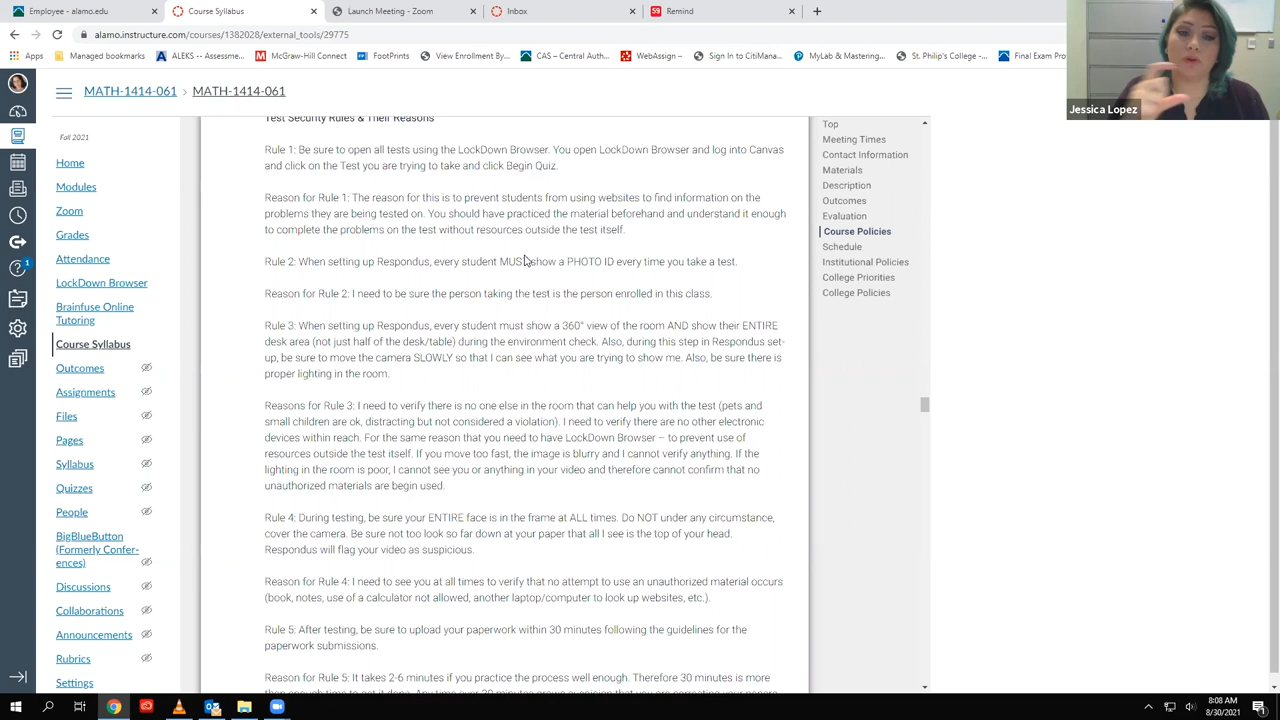 Employee - alamo.edu
Course Syllabus
Launch Meeting - Zoom
Inbox
59 Remind
alamo.instructure.com/courses/1382028/external_tools/29775
Apps
Managed bookmarks
ALEKS -- Assessme...
McGraw-Hill Connect
FootPrints
View Enrollment By...
CAS – Central Auth...
WebAssign –
Sign In to CitiMana...
MyLab & Mastering...
St. Philip's College -...
Final Exam Pro
Jessica Lopez
MATH-1414-061 › MATH-1414-061
Fall 2021
Home
Modules
Zoom
Grades
Attendance
LockDown Browser
Brainfuse Online
Tutoring
Course Syllabus
Outcomes
Assignments
Files
Pages
Syllabus
Quizzes
People
BigBlueButton
(Formerly Confer-
ences)
Discussions
Collaborations
Announcements
Rubrics
Settings
1
Test Security Rules & Their Reasons
Rule 1: Be sure to open all tests using the LockDown Browser. You open LockDown Browser and log into Canvas
and click on the Test you are trying to take and click Begin Quiz.
Reason for Rule 1: The reason for this is to prevent students from using websites to find information on the
problems they are being tested on. You should have practiced the material beforehand and understand it enough
to complete the problems on the test without resources outside the test itself.
Rule 2: When setting up Respondus, every student MUST show a PHOTO ID every time you take a test.
Reason for Rule 2: I need to be sure the person taking the test is the person enrolled in this class.
Rule 3: When setting up Respondus, every student must show a 360° view of the room AND show their ENTIRE
desk area (not just half of the desk/table) during the environment check. Also, during this step in Respondus set-
up, be sure to move the camera SLOWLY so that I can see what you are trying to show me. Also, be sure there is
proper lighting in the room.
Reasons for Rule 3: I need to verify there is no one else in the room that can help you with the test (pets and
small children are ok, distracting but not considered a violation). I need to verify there are no other electronic
devices within reach. For the same reason that you need to have LockDown Browser – to prevent use of
resources outside the test itself. If you move too fast, the image is blurry and I cannot verify anything. If the
lighting in the room is poor, I cannot see you or anything in your video and therefore cannot confirm that no
unauthorized materials are begin used.
Rule 4: During testing, be sure your ENTIRE face is in the frame at ALL times. Do NOT under any circumstance,
cover the camera. Be sure not too look so far down at your paper that all I see is the top of your head.
Respondus will flag your video as suspicious.
Reason for Rule 4: I need to see you at all times to verify that no attempt to use an unauthorized material occurs
(book, notes, use of a calculator not allowed, another laptop/computer to look up websites, etc.).
Rule 5: After testing, be sure to upload your paperwork within 30 minutes following the guidelines for the
paperwork submissions.
Reason for Rule 5: It takes 2-6 minutes if you practice the process well enough. Therefore 30 minutes is more
Top
Meeting Times
Contact Information
Materials
Description
Outcomes
Evaluation
Course Policies
Schedule
Institutional Policies
College Priorities
College Policies
8:08 AM
8/30/2021
1